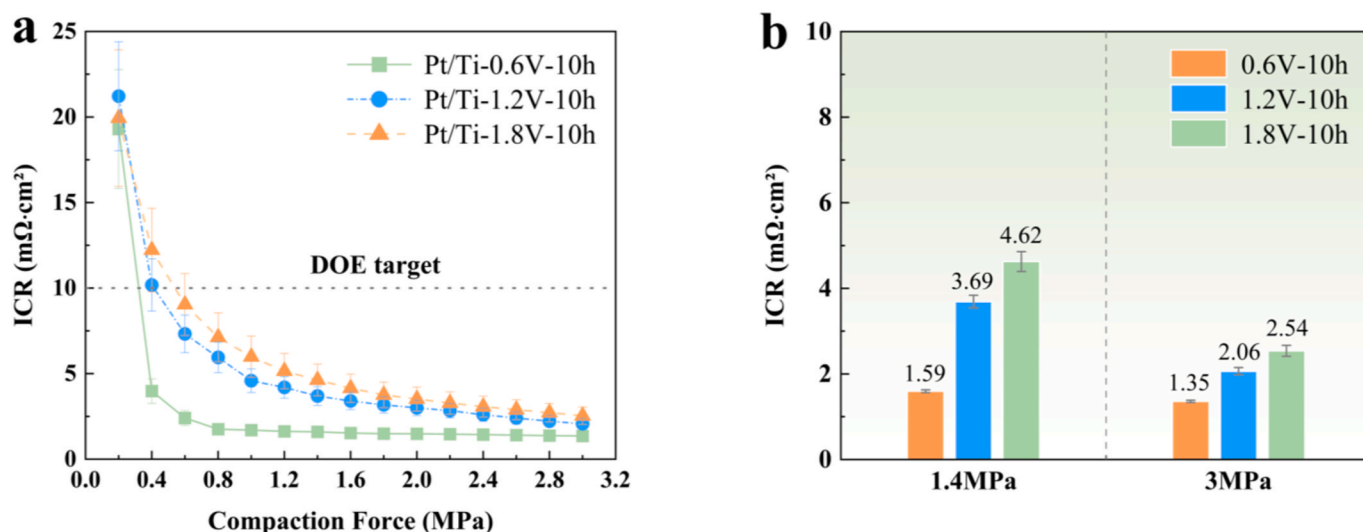 a
25
20
15
10
5
0
ICR (mΩ·cm²)
Pt/Ti-0.6V-10h
Pt/Ti-1.2V-10h
Pt/Ti-1.8V-10h
DOE target
0.0 0.4 0.8 1.2 1.6 2.0 2.4 2.8 3.2
Compaction Force (MPa)
b
10
8
6
4
2
0
ICR (mΩ·cm²)
0.6V-10h
1.2V-10h
1.8V-10h
1.59
3.69
4.62
1.35
2.06
2.54
1.4MPa
3MPa